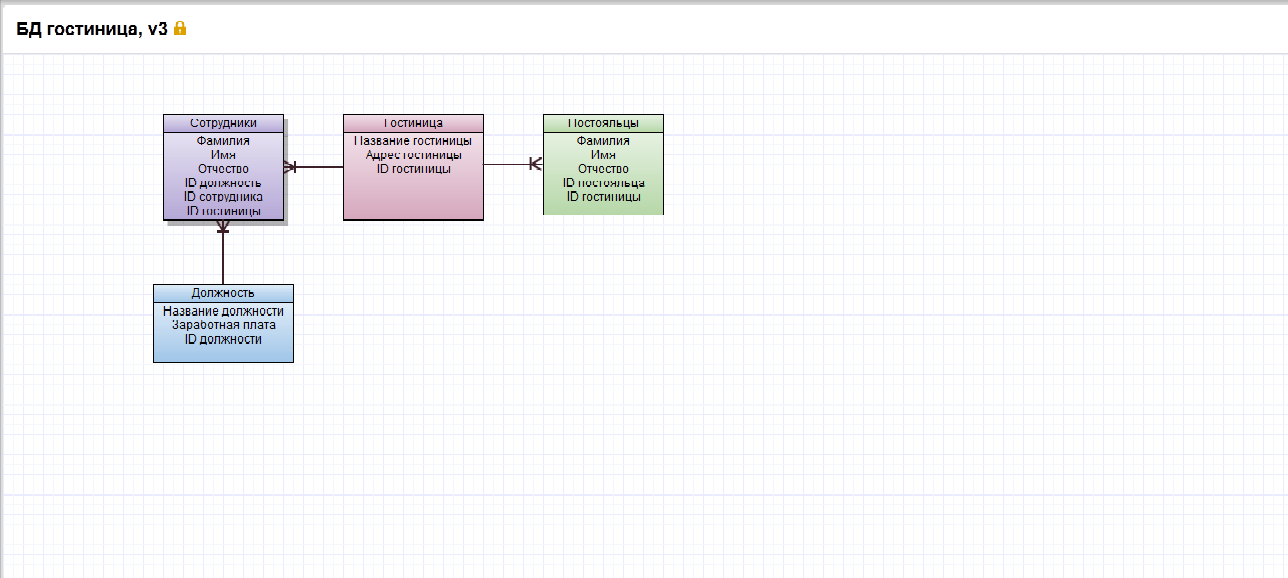 БД гостиница, v3
Сотрудники
Фамилия
Имя
Отчество
ID должность
ID сотрудника
ID гостиницы
Гостиница
Название гостиницы
Адрес гостиницы
ID гостиницы
Постояльцы
Фамилия
Имя
Отчество
ID постояльца
ID гостиницы
Должность
Название должности
Заработная плата
ID должности